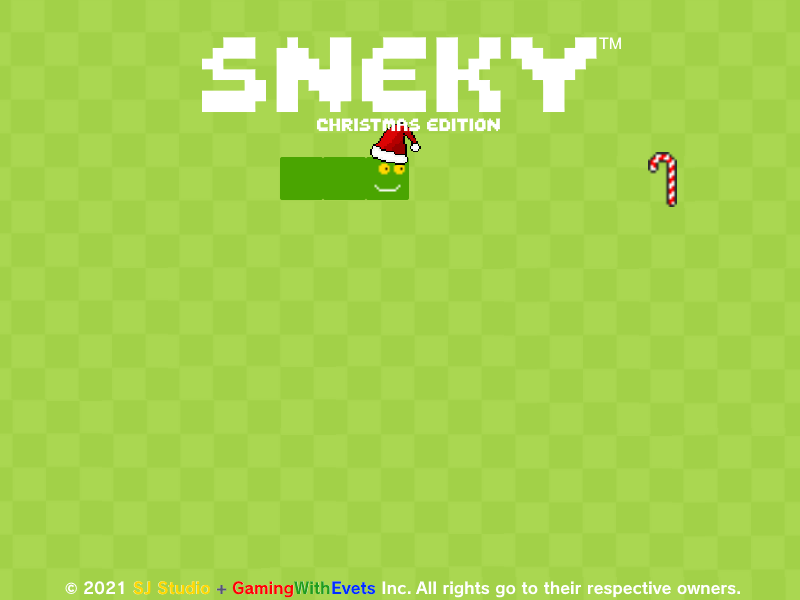 SNEKY™
CHRISTMAS EDITION
© 2021 SJ Studio + GamingWithEvets Inc. All rights go to their respective owners.